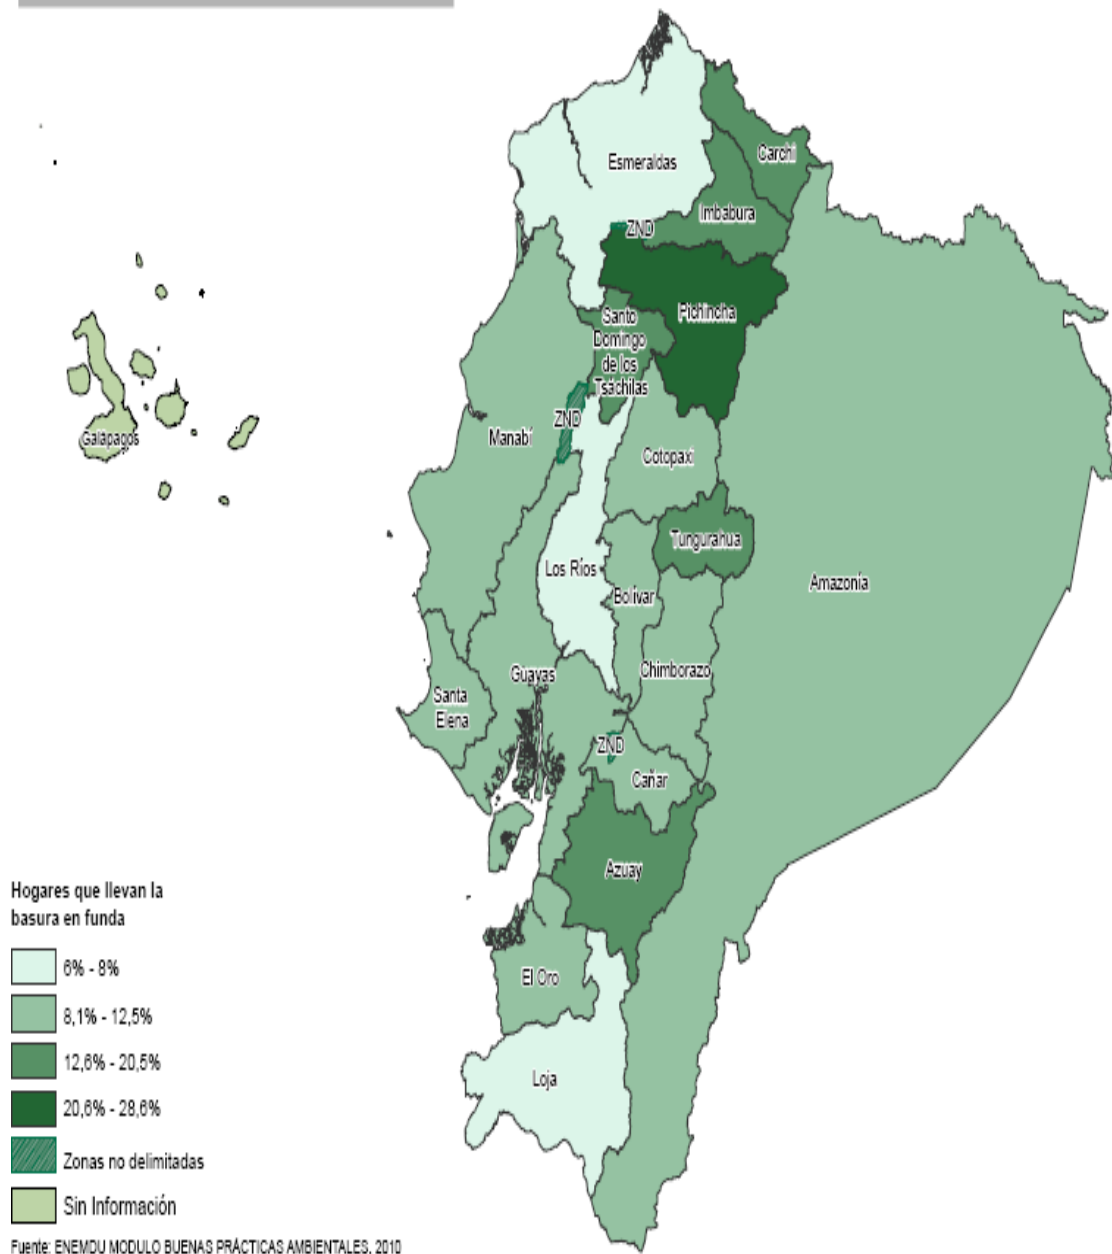 Esmeraldas
Carchi
Imbabura
ZND
Pichincha
Santo
Domingo
de los
Tsáchilas
ZND
Manabí
Galápagos
Cotopaxi
Tungurahua
Los Ríos
Bolívar
Amazonía
Guayas
Chimborazo
Santa
Elena
ZND
Cañar
Azuay
El Oro
Loja
Hogares que llevan la
basura en funda
6% - 8%
8,1% - 12,5%
12,6% - 20,5%
20,6% - 28,6%
Zonas no delimitadas
Sin Información
Fuente: ENEMDU MODULO BUENAS PRÁCTICAS AMBIENTALES, 2010